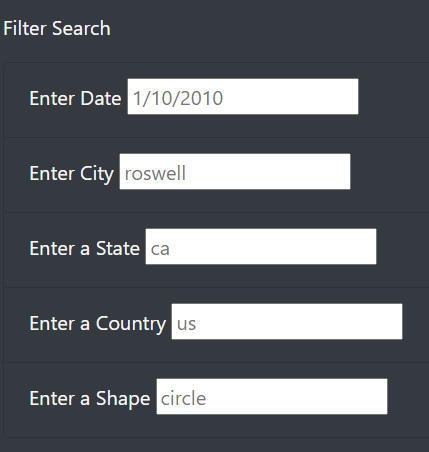 Filter Search
Enter Date 1/10/2010
Enter City roswell
Enter a State ca
Enter a Country us
Enter a Shape circle